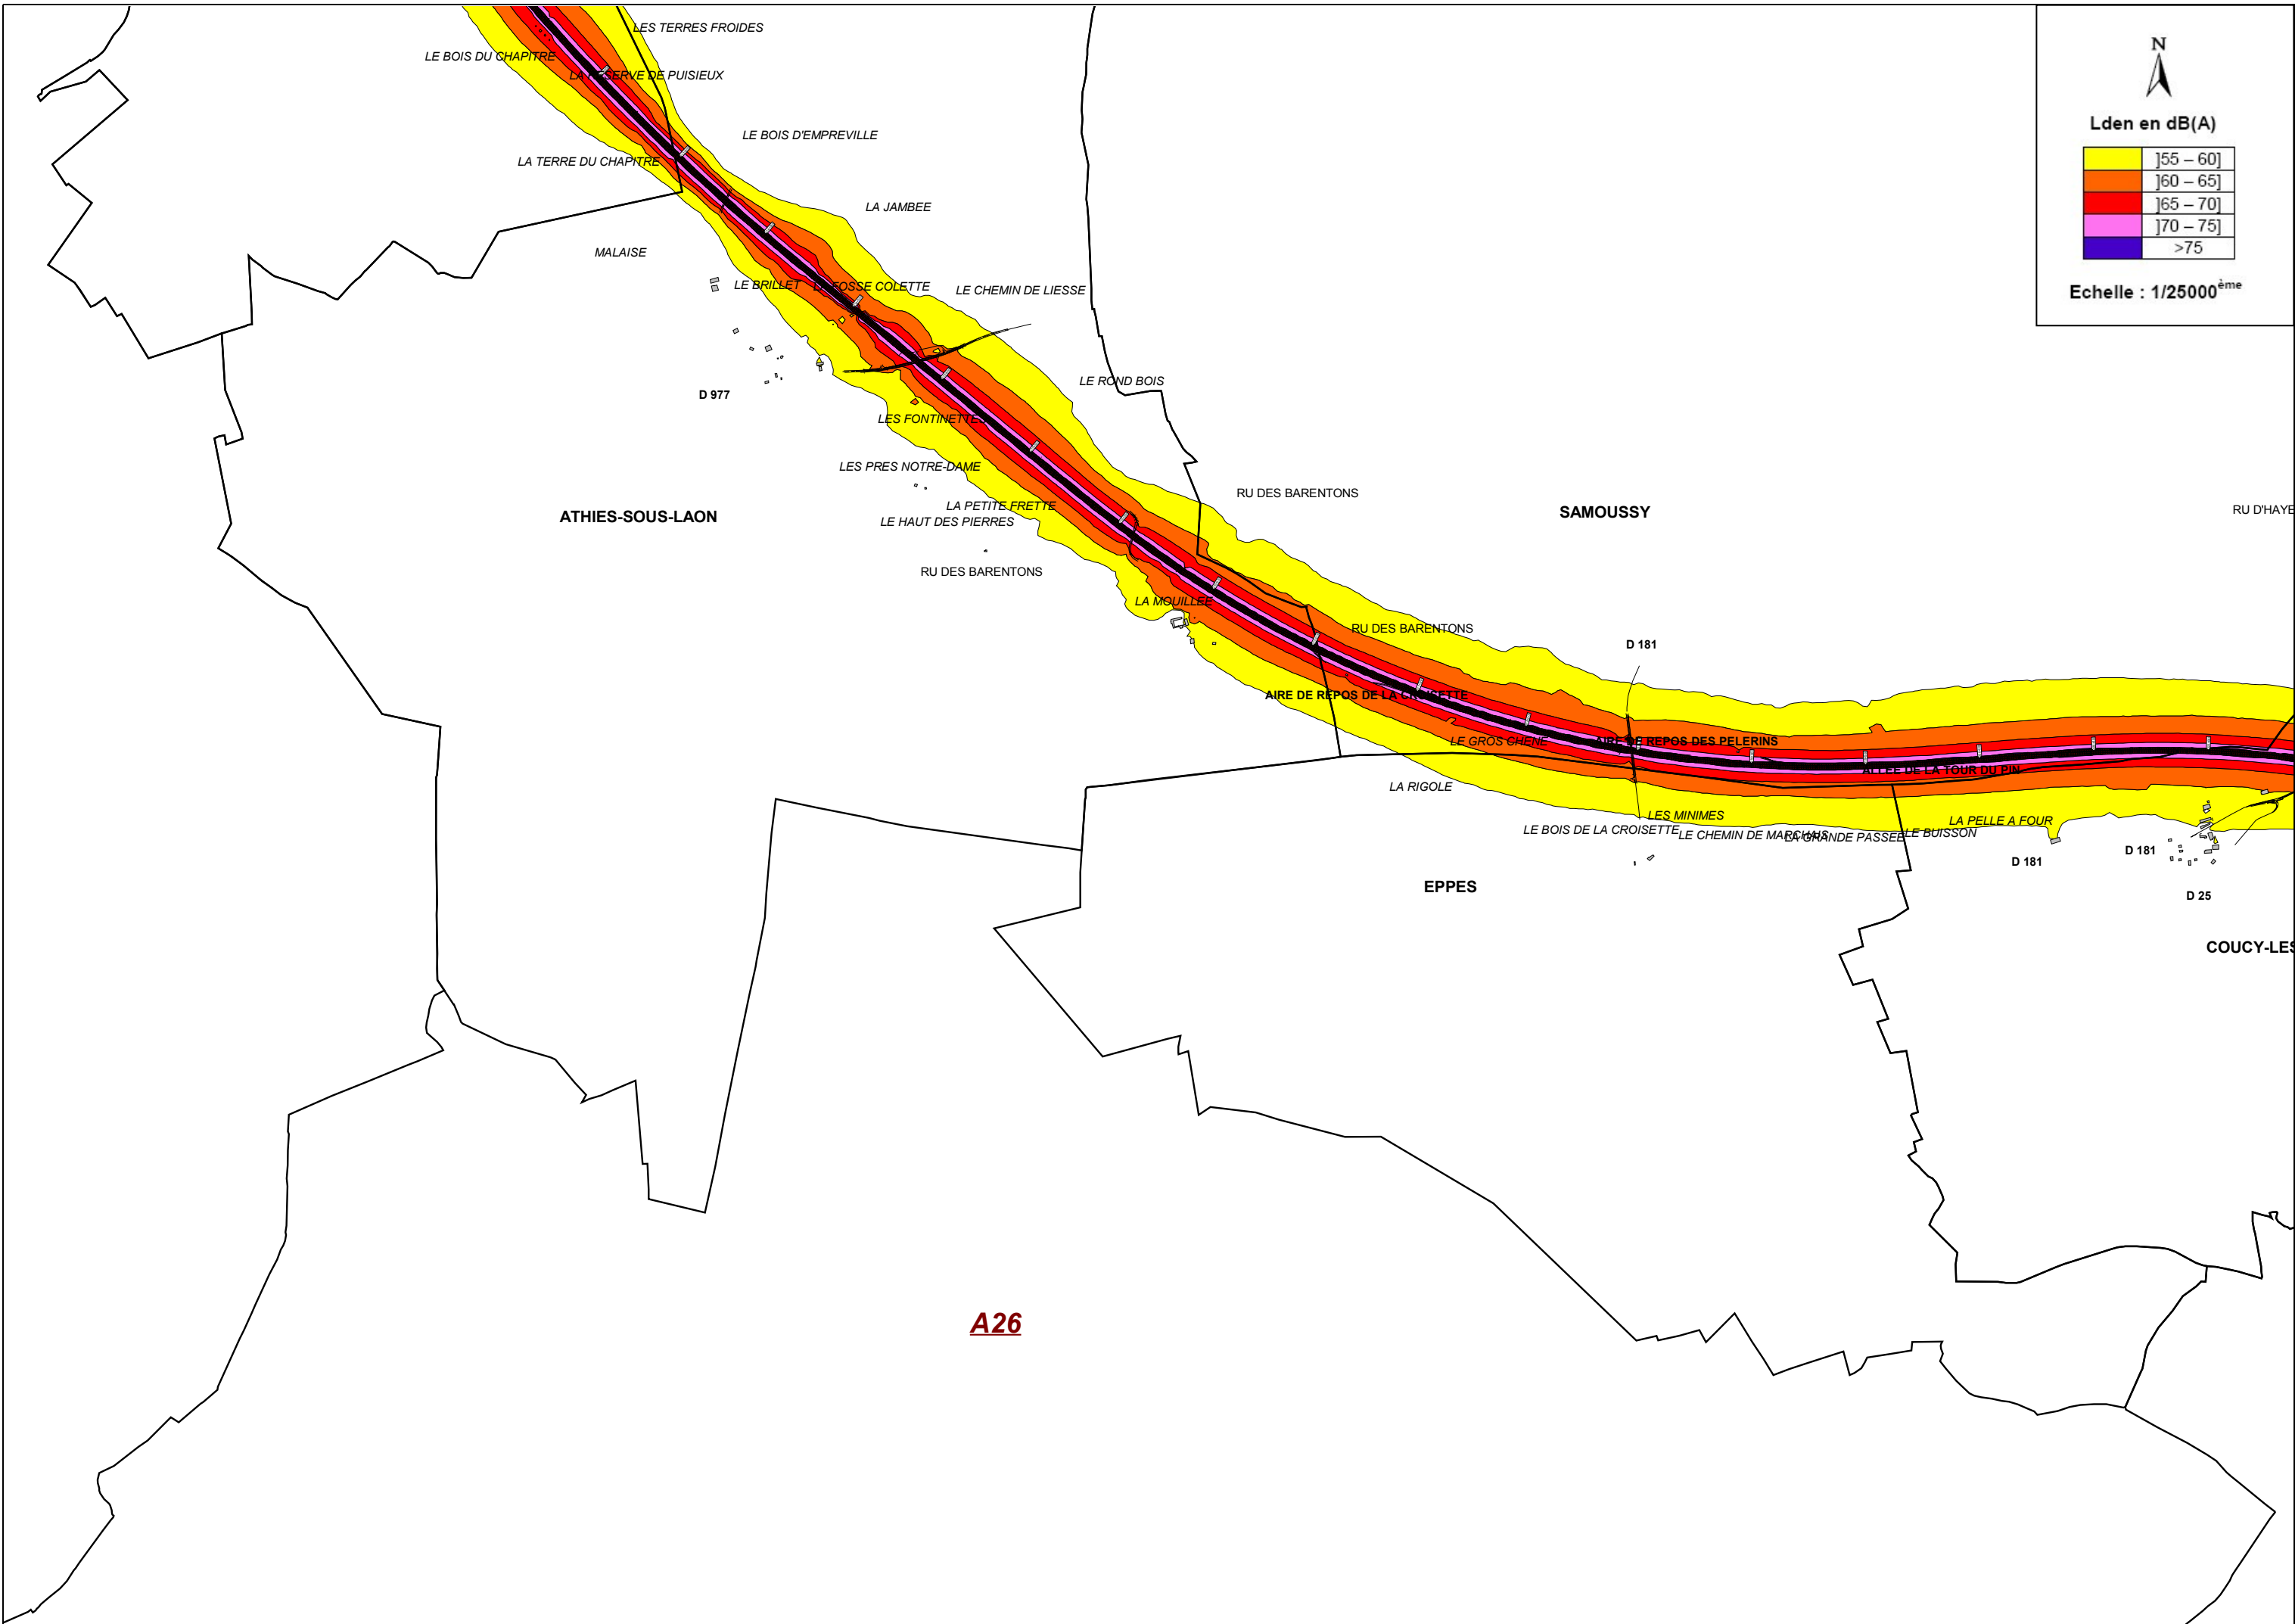 LES TERRES FROIDES
LE BOIS DU CHAPITRE
LA RESERVE DE PUISIEUX
LE BOIS D'EMPREVILLE
LA TERRE DU CHAPITRE
LA JAMBEE
MALAISE
LE BRILLET
LA FOSSE COLETTE
LE CHEMIN DE LIESSE
N
Lden en dB(A)
]55 – 60]
]60 – 65]
]65 – 70]
]70 – 75]
>75
Echelle : 1/25000ème
LE ROND BOIS
D 977
LES FONTINETTES
LES PRES NOTRE-DAME
RU DES BARENTONS
LA PETITE FRETTE
LE HAUT DES PIERRES
ATHIES-SOUS-LAON
SAMOUSSY
RU D'HAYE
RU DES BARENTONS
LA MOUILLEE
RU DES BARENTONS
D 181
AIRE DE REPOS DE LA CROISETTE
LE GROS CHENE
AIRE DE REPOS DES PELERINS
ALLEE DE LA TOUR DU PIN
LA RIGOLE
LES MINIMES
LA PELLE A FOUR
LE BOIS DE LA CROISETTE
LE CHEMIN DE MARCHAIS
LA GRANDE PASSEE
LE BUISSON
D 181
D 181
EPPES
D 25
COUCY-LES
A26